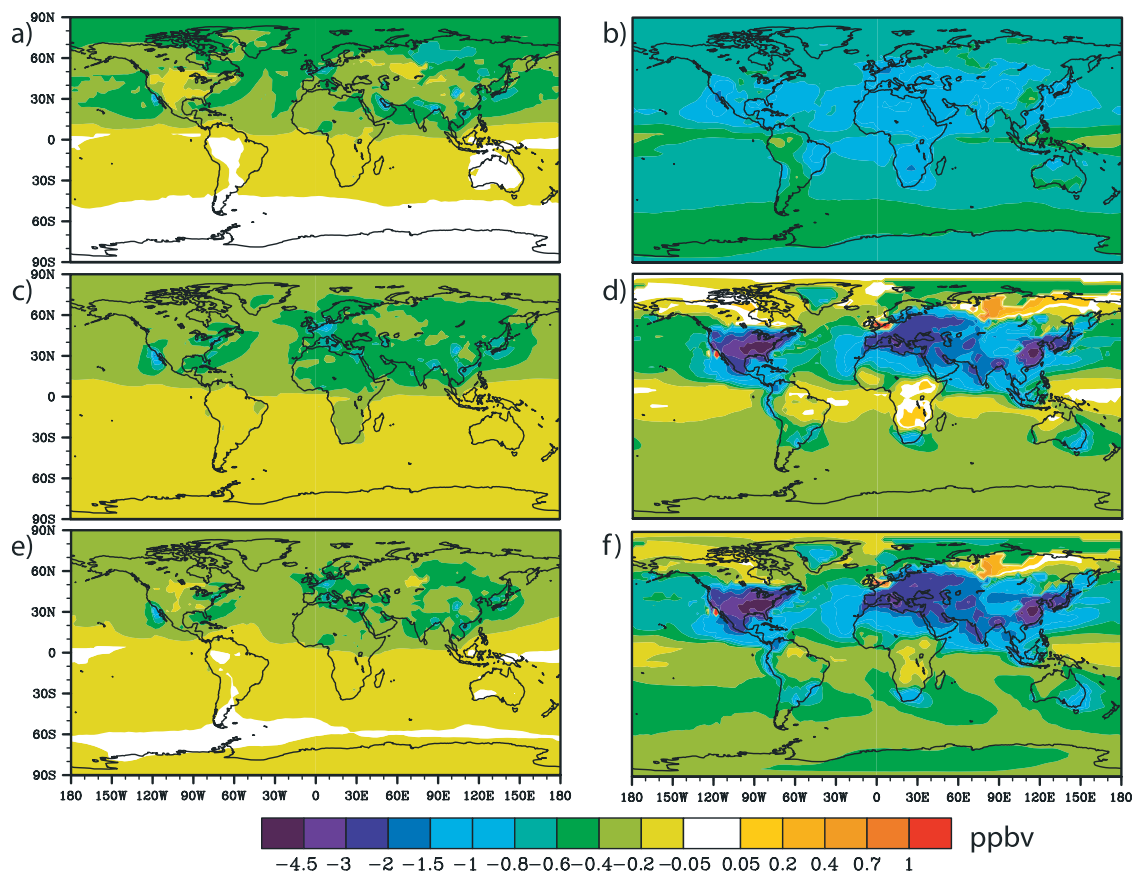 a)
90N
60N
30N
0
30S
60S
90S
b)
c)
90N
60N
30N
0
30S
60S
90S
d)
e)
90N
60N
30N
0
30S
60S
90S
180 150W 120W 90W 60W 30W 0 30E 60E 90E 120E 150E 180
f)
180 150W 120W 90W 60W 30W 0 30E 60E 90E 120E 150E 180
-4.5 -3 -2 -1.5 -1 -0.8 -0.6 -0.4 -0.2 -0.05 0.05 0.2 0.4 0.7 1
ppbv